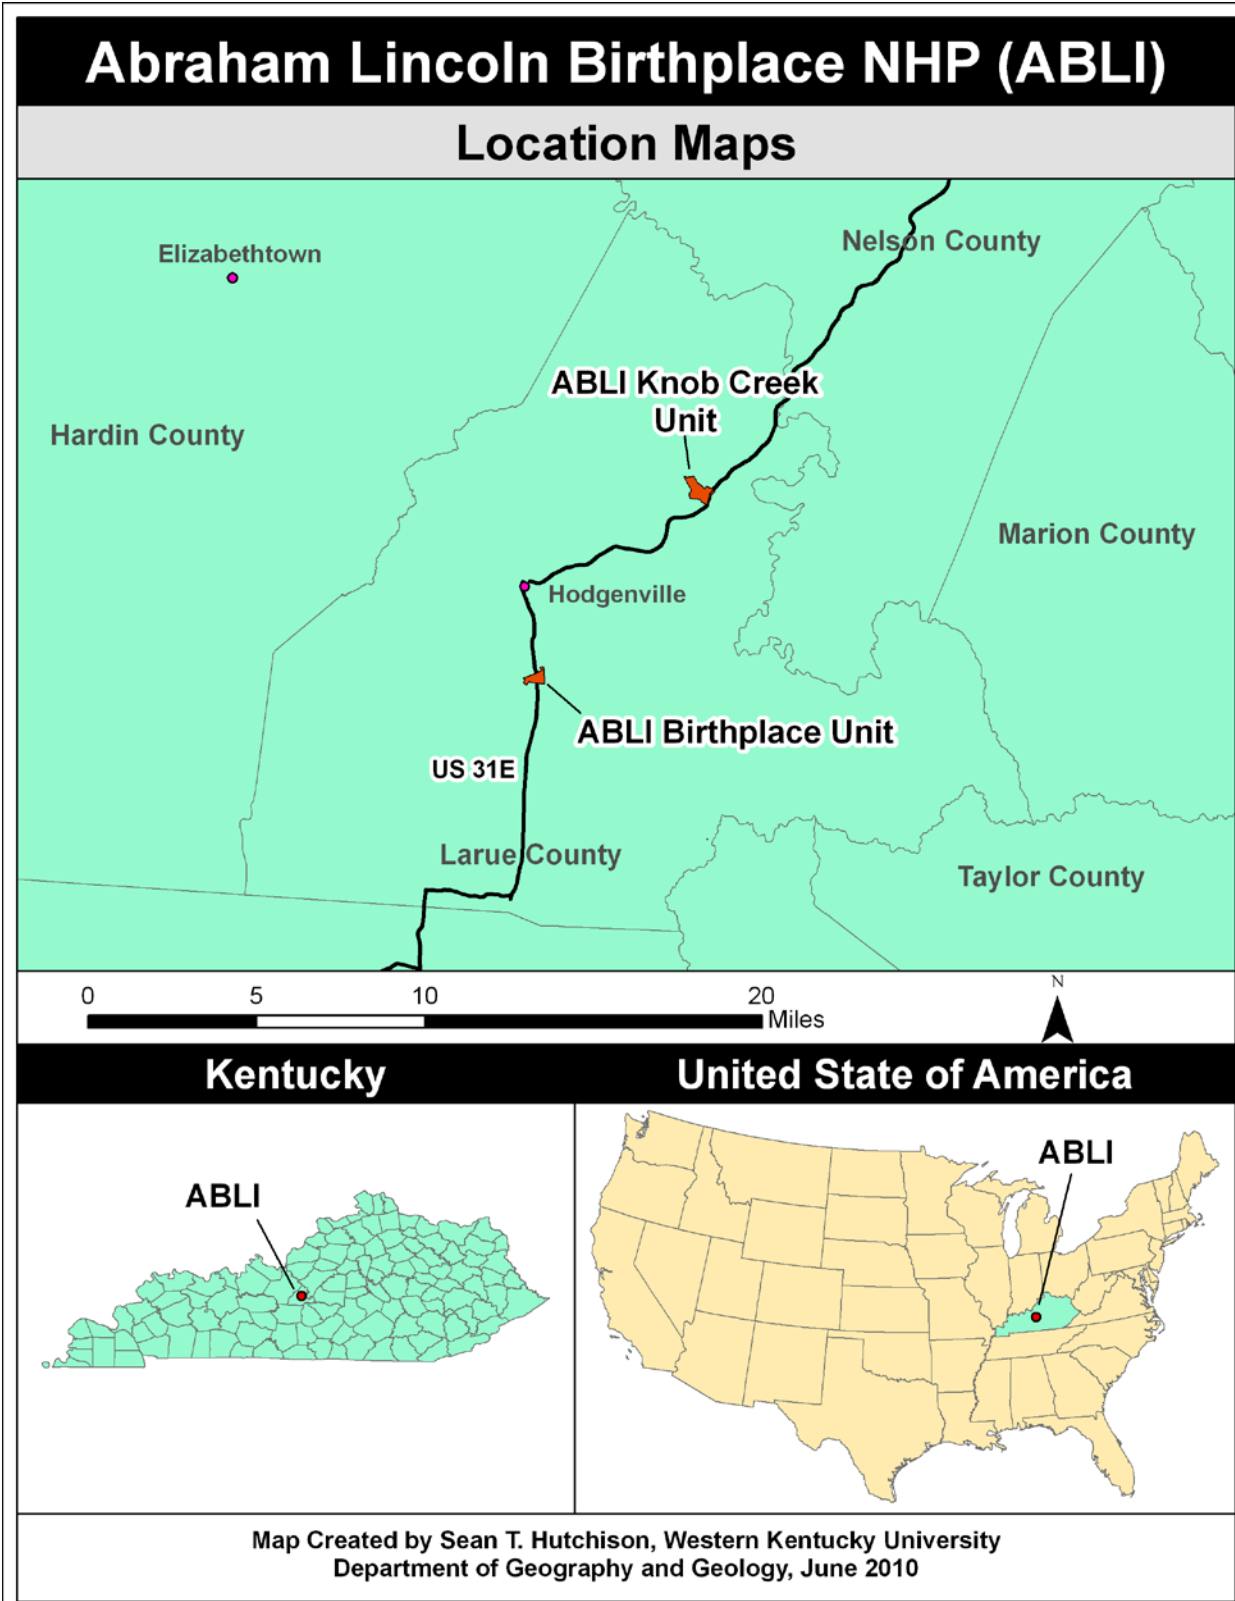 Abraham Lincoln Birthplace NHP (ABLI)
Location Maps
Nelson County
Elizabethtown
ABLI Knob Creek
Unit
Hardin County
Marion County
Hodgenville
ABLI Birthplace Unit
US 31E
Larue County
Taylor County
0 5 10 20
Miles
N
Kentucky
United State of America
ABLI
ABLI
Map Created by Sean T. Hutchison, Western Kentucky University
Department of Geography and Geology, June 2010